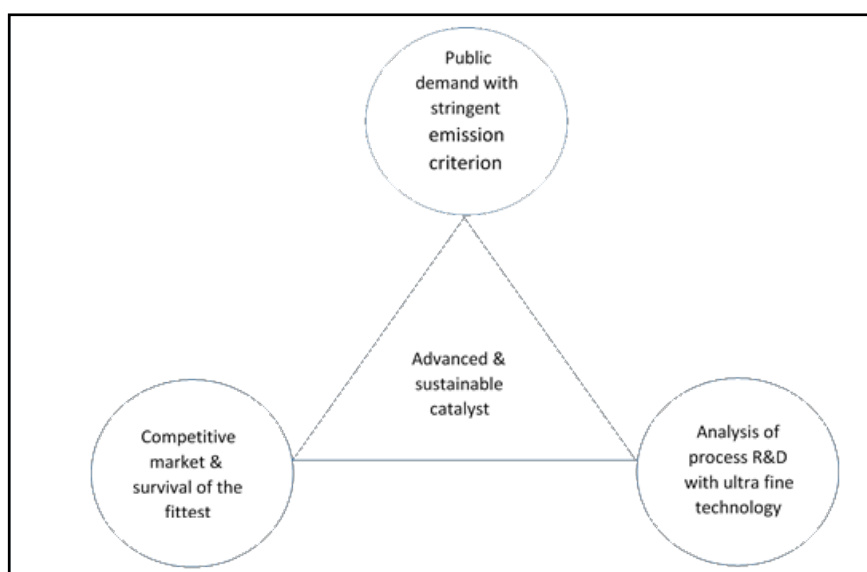 Public
demand with
stringent
emission
criterion
Advanced &
sustainable
catalyst
Competitive
market &
survival of the
fittest
Analysis of
process R&D
with ultra fine
technology